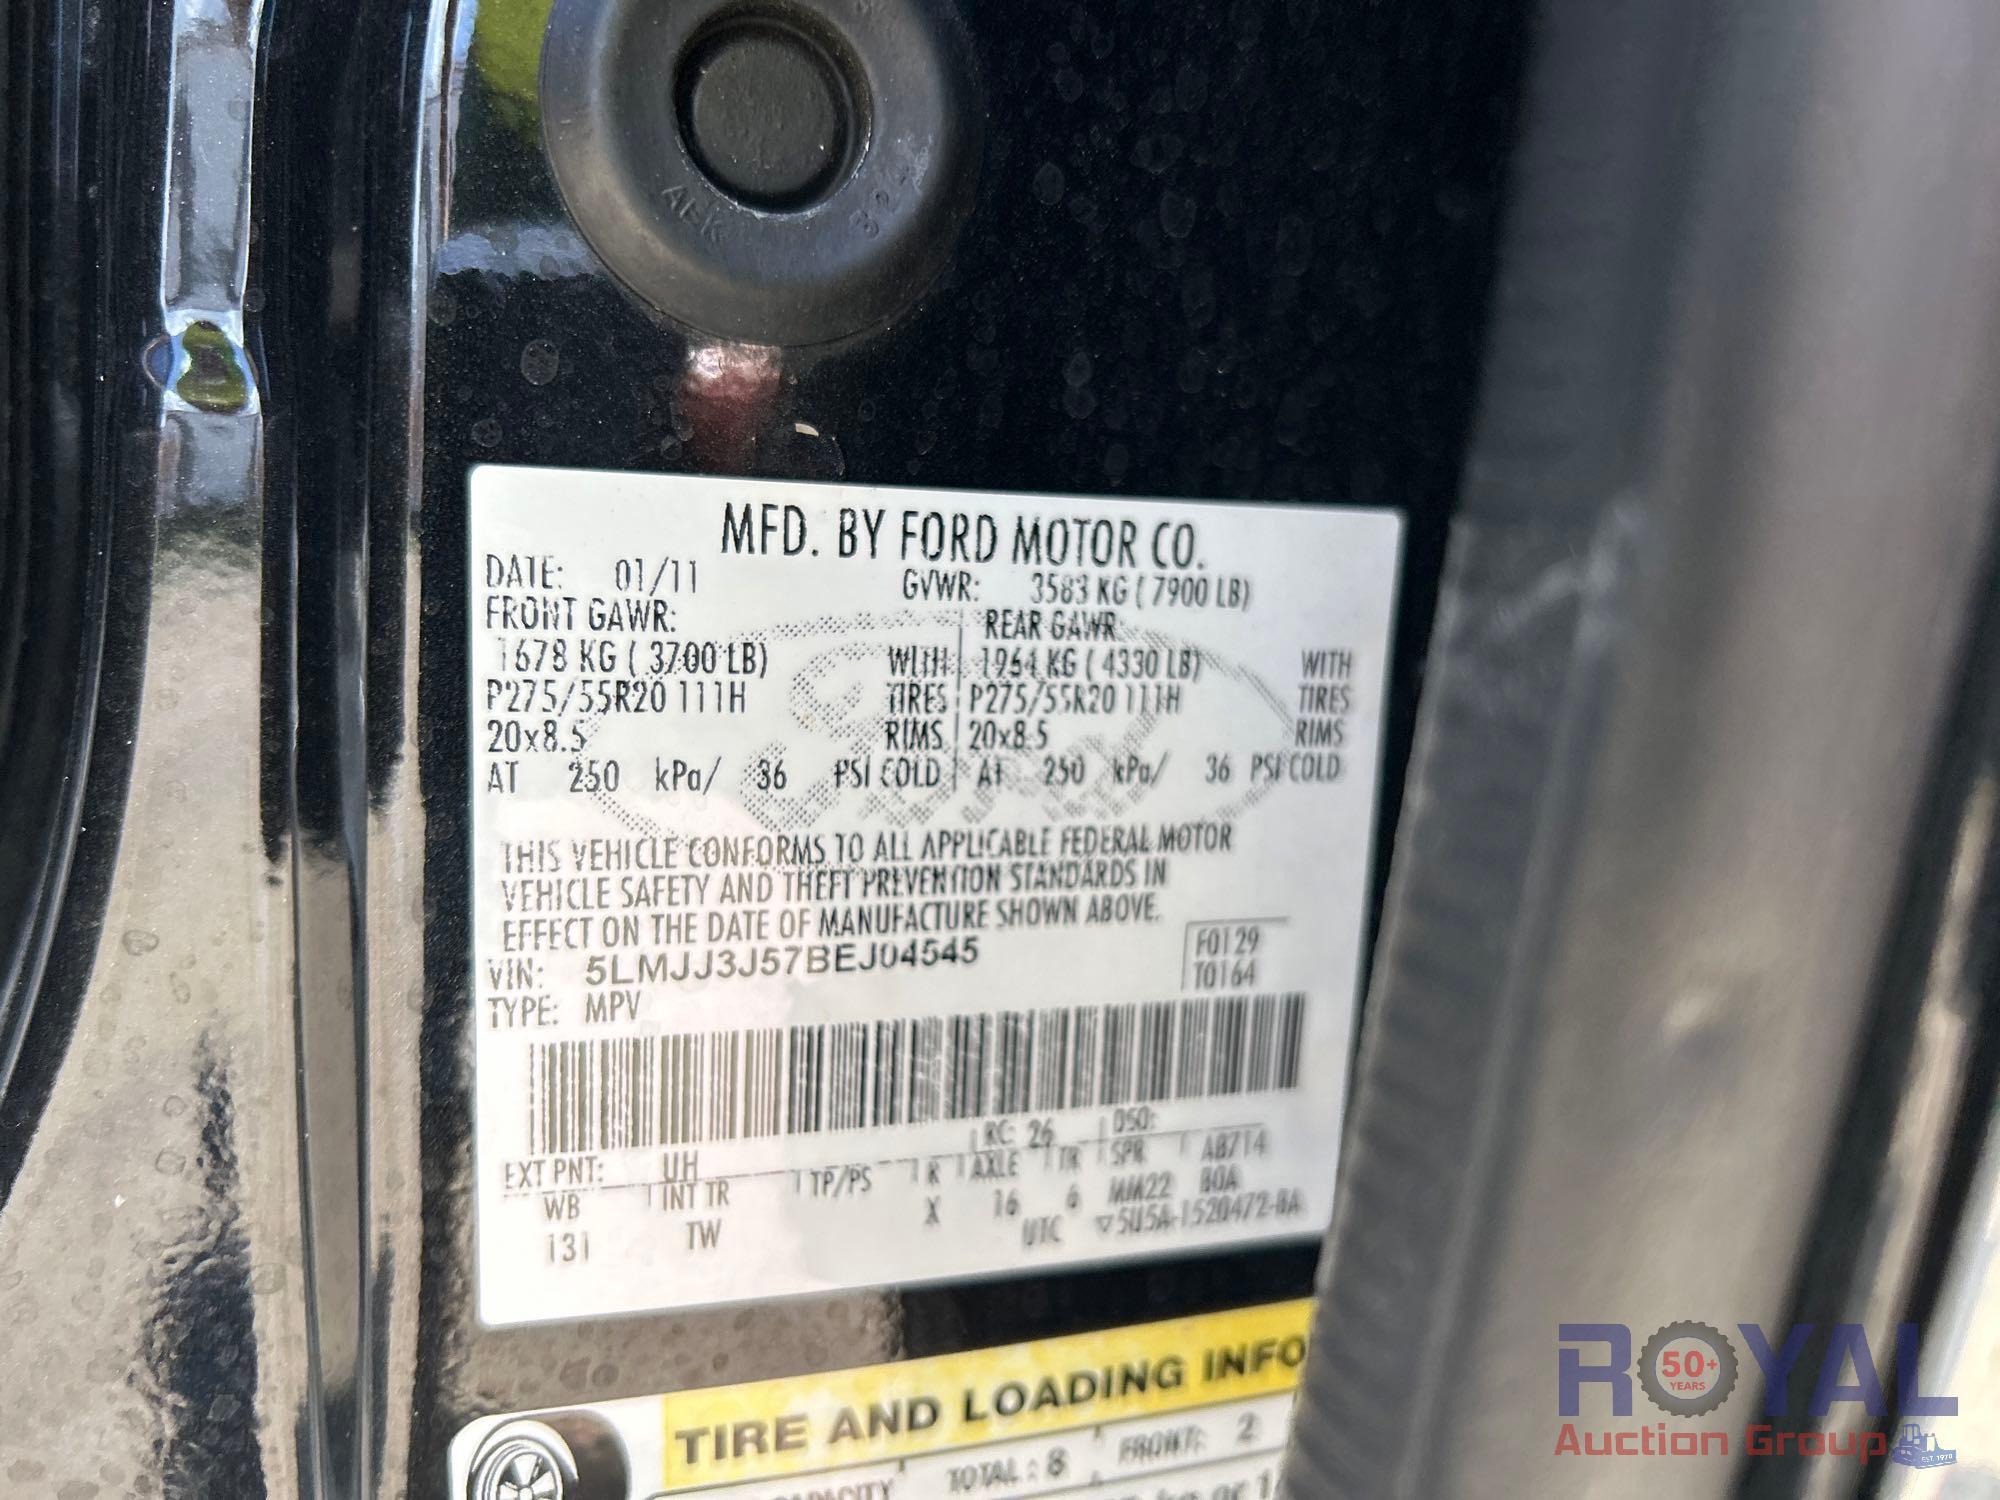 AFK 324
MFD. BY FORD MOTOR CO.
DATE: 01/11 GVWR: 3583 KG ( 7900 LB)
FRONT GAWR: REAR GAWR:
1678 KG ( 3700 LB) WITH 1964 KG ( 4330 LB) WITH
P275/55R20 111H TIRES P275/55R20 111H TIRES
20x8.5 RIMS 20x8.5 RIMS
AT 250 kPa/ 36 PSI COLD AT 250 kPa/ 36 PSI COLD
THIS VEHICLE CONFORMS TO ALL APPLICABLE FEDERAL MOTOR
VEHICLE SAFETY AND THEFT PREVENTION STANDARDS IN
EFFECT ON THE DATE OF MANUFACTURE SHOWN ABOVE.
VIN: 5LMJJ3J57BEJ04545
F0129
T0164
TYPE: MPV
RC: 26 DSO:
EXT PNT: UH
WB INT TR TP/PS R AXLE TR SPR AB714
131 TW X 16 6 MM22 BOA
UTC ▽5U5A-1520472-BA
TIRE AND LOADING INFO
CAPACITY TOTAL : 8 FRONT: 2
ROYAL
50+
YEARS
Auction Group
EST. 1970